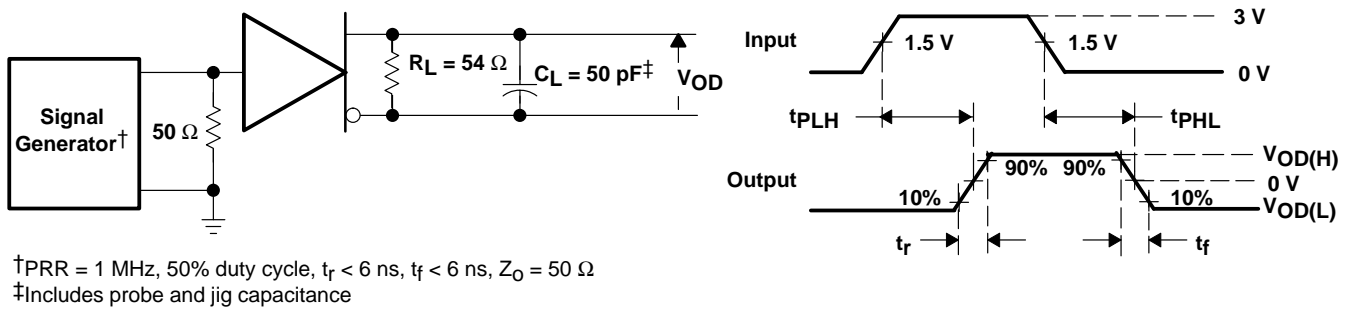 Signal
Generator†
50 Ω
RL = 54 Ω
CL = 50 pF‡
VOD
Input
1.5 V
1.5 V
3 V
0 V
tPLH
tPHL
Output
10%
90%
90%
10%
VOD(H)
0 V
VOD(L)
tr
tf
†PRR = 1 MHz, 50% duty cycle, tr < 6 ns, tf < 6 ns, Zo = 50 Ω
‡Includes probe and jig capacitance